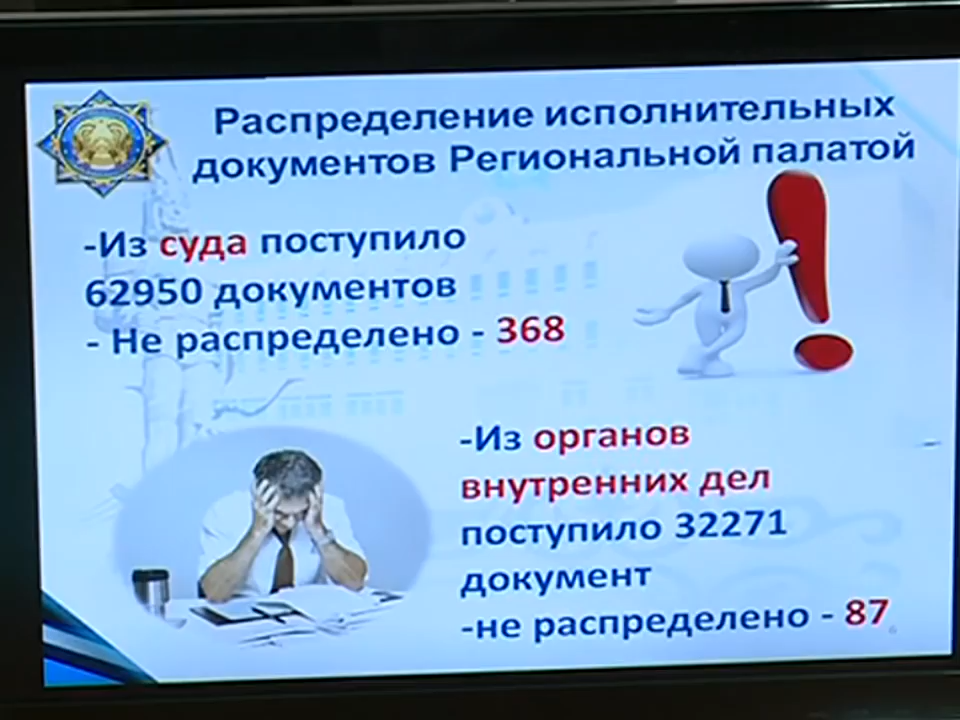 Распределение исполнительных
документов Региональной палатой
-Из суда поступило
62950 документов
- Не распределено - 368
-Из органов
внутренних дел
поступило 32271
документ
-не распределено - 87
6